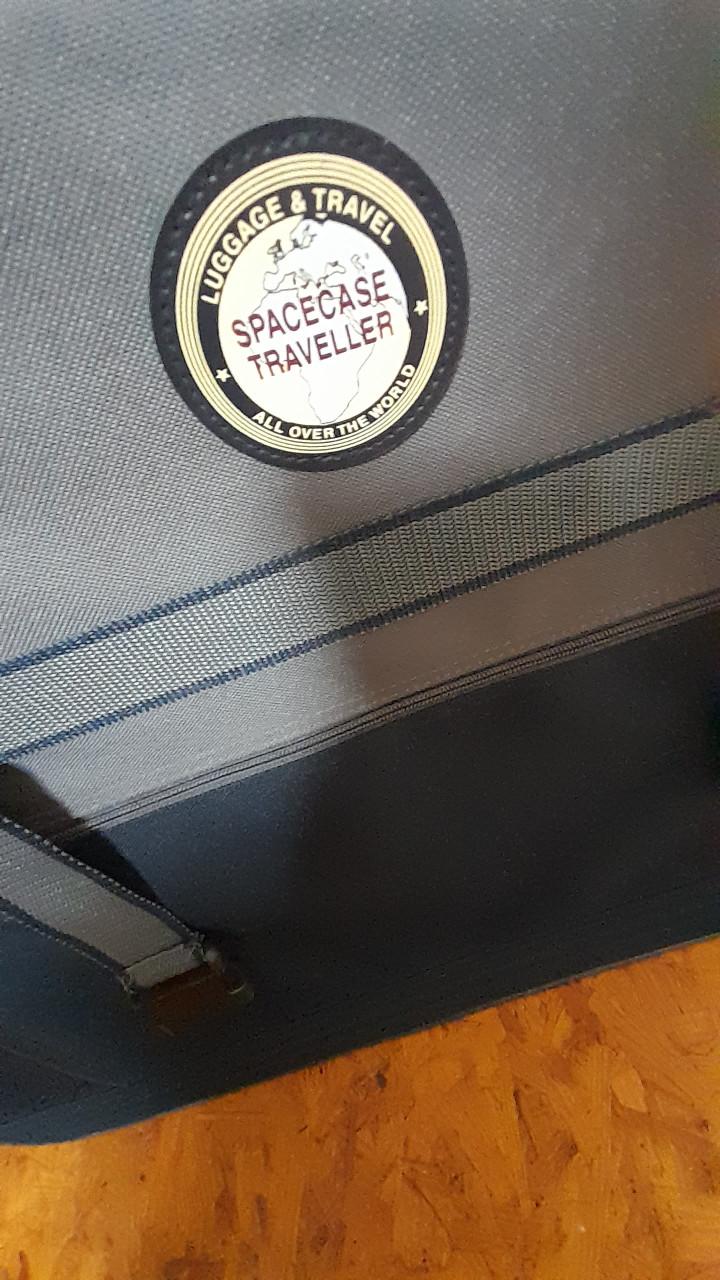 LUGGAGE & TRAVEL
SPACECASE
TRAVELLER
ALL OVER THE WORLD